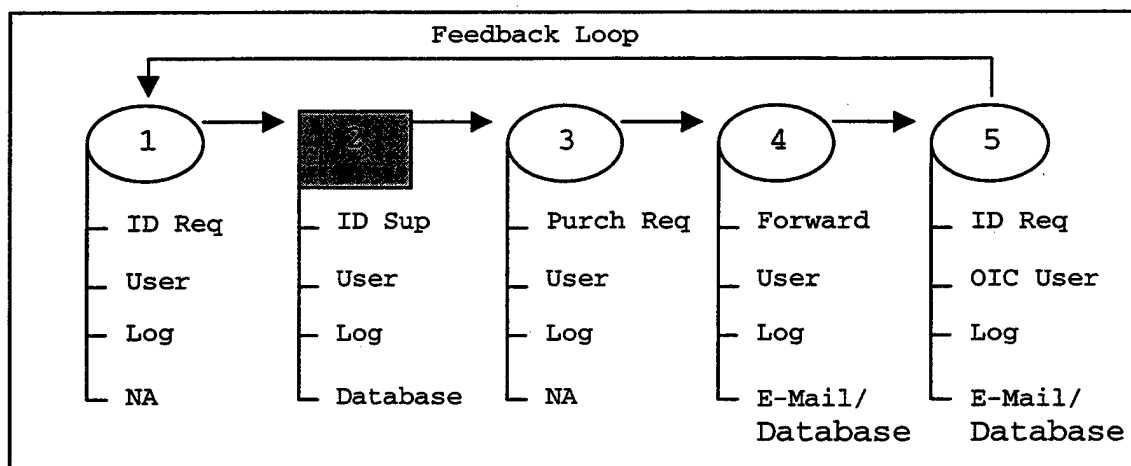 Feedback Loop
1
2
3
4
5
ID Req
User
Log
NA
ID Sup
User
Log
Database
Purch Req
User
Log
NA
Forward
User
Log
E-Mail/
Database
ID Req
OIC User
Log
E-Mail/
Database